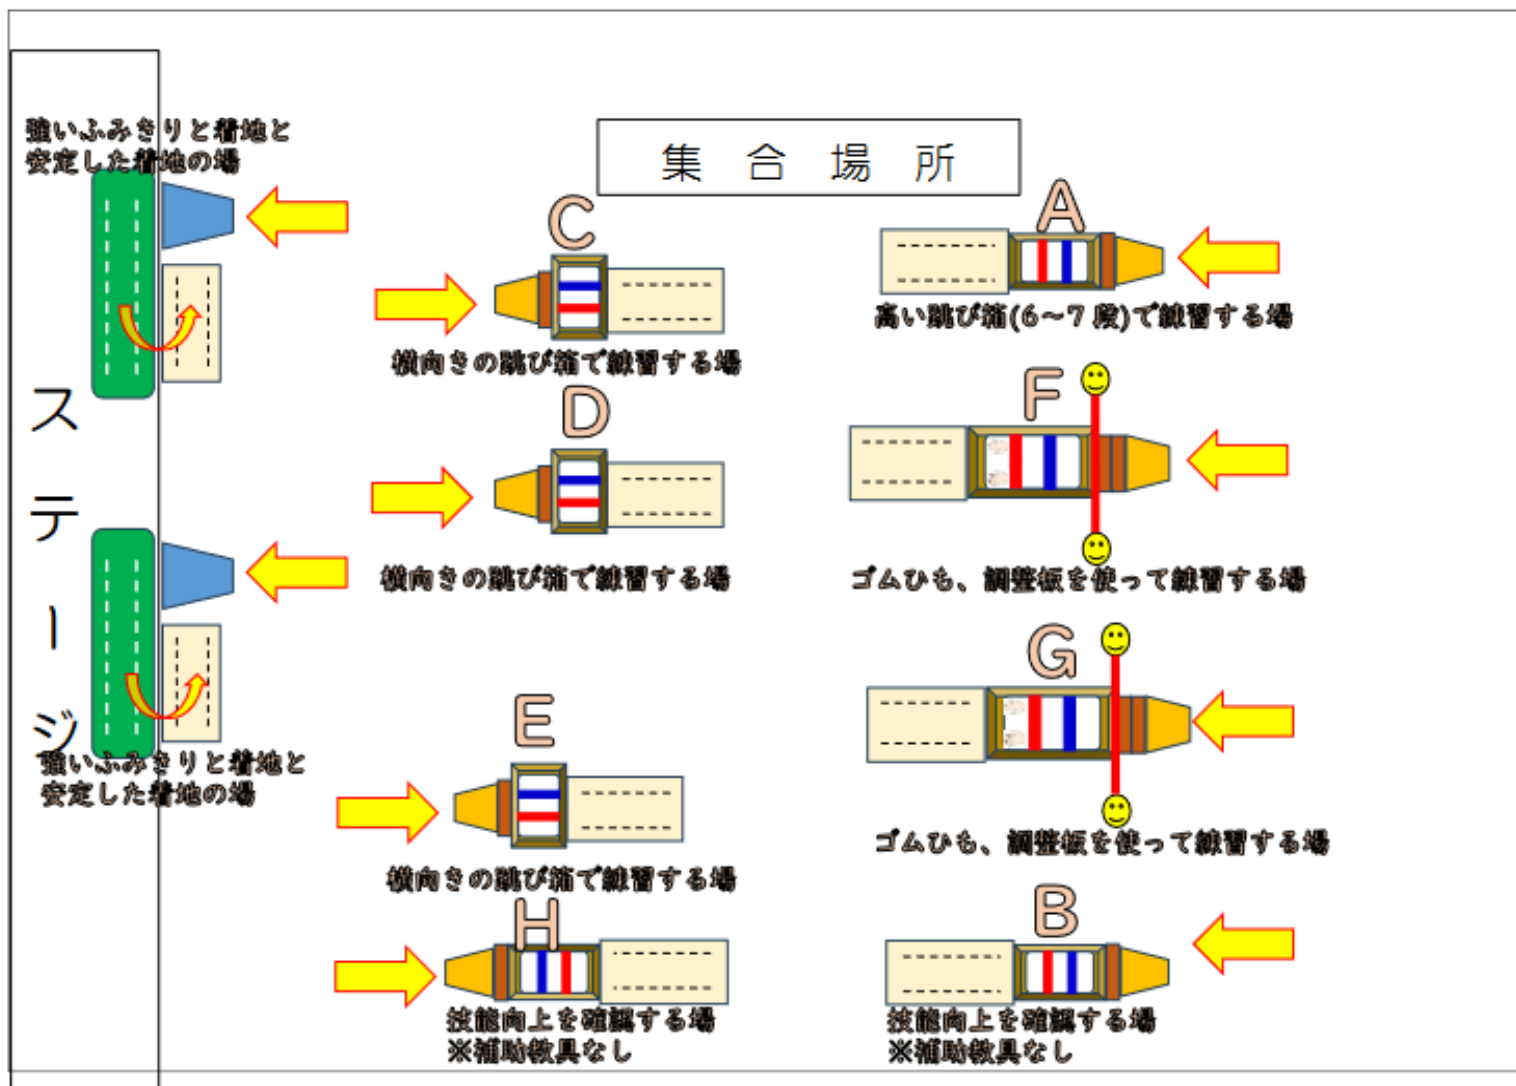 強いふみきりと着地と
安定した着地の場
集合場所
C
A
横向きの跳び箱で練習する場
高い跳び箱(6～7段)で練習する場
D
F
横向きの跳び箱で練習する場
ゴムひも、調整板を使って練習する場
ステージ
強いふみきりと着地と
安定した着地の場
E
G
横向きの跳び箱で練習する場
ゴムひも、調整板を使って練習する場
H
B
技能向上を確認する場
※補助教具なし
技能向上を確認する場
※補助教具なし